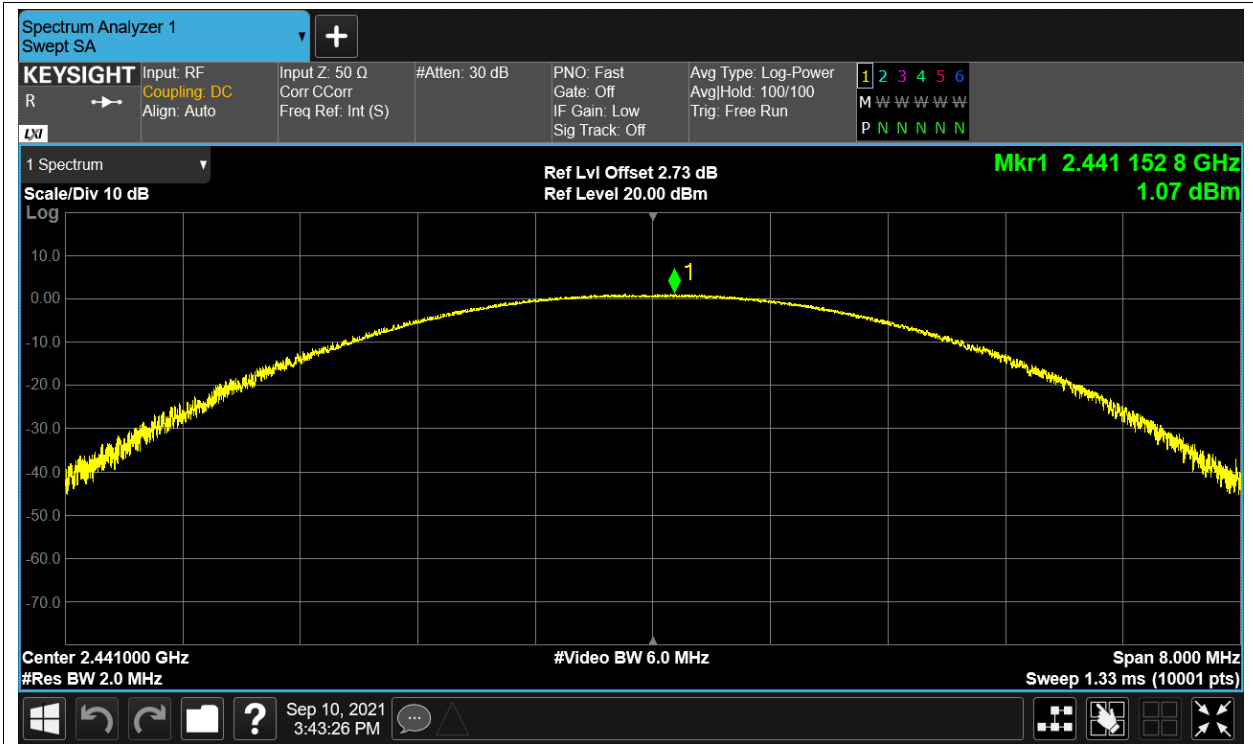 Spectrum Analyzer 1
Swept SA
KEYSIGHT
R
LXI
Input: RF
Coupling: DC
Align: Auto
Input Z: 50 Ω
Corr CCorr
Freq Ref: Int (S)
#Atten: 30 dB
PNO: Fast
Gate: Off
IF Gain: Low
Sig Track: Off
Avg Type: Log-Power
Avg|Hold: 100/100
Trig: Free Run
1 2 3 4 5 6
M W W W W W
P N N N N N
1 Spectrum
Scale/Div 10 dB
Ref Lvl Offset 2.73 dB
Ref Level 20.00 dBm
Mkr1 2.441 152 8 GHz
1.07 dBm
Log
1
10.0
0.00
-10.0
-20.0
-30.0
-40.0
-50.0
-60.0
-70.0
Center 2.441000 GHz
#Video BW 6.0 MHz
Span 8.000 MHz
#Res BW 2.0 MHz
Sweep 1.33 ms (10001 pts)
?
Sep 10, 2021
3:43:26 PM